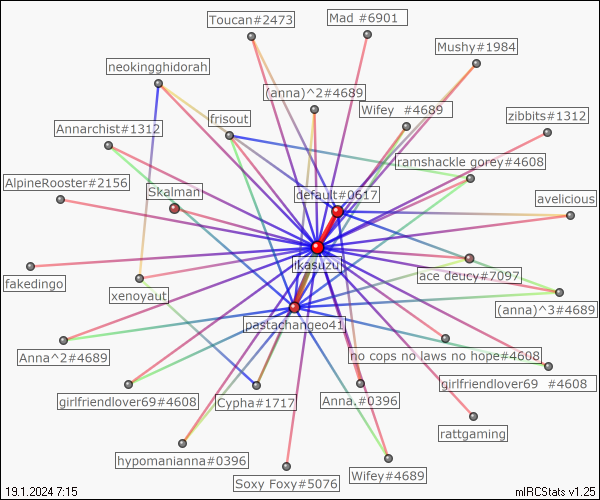 Toucan#2473
Mad #6901
Mushy#1984
neokingghidorah
(anna)^2#4689
Wifey  #4689
zibbits#1312
frisout
Annarchist#1312
ramshackle gorey#4608
AlpineRooster#2156
Skalman
default#0617
avelicious
ikasuzu
fakedingo
ace deucy#7097
xenoyaut
(anna)^3#4689
pastachangeo41
Anna^2#4689
no cops no laws no hope#4608
girlfriendlover69  #4608
girlfriendlover69#4608
Cypha#1717
Anna.#0396
rattgaming
hypomanianna#0396
Soxy Foxy#5076
Wifey#4689
19.1.2024 7:15
mIRCStats v1.25